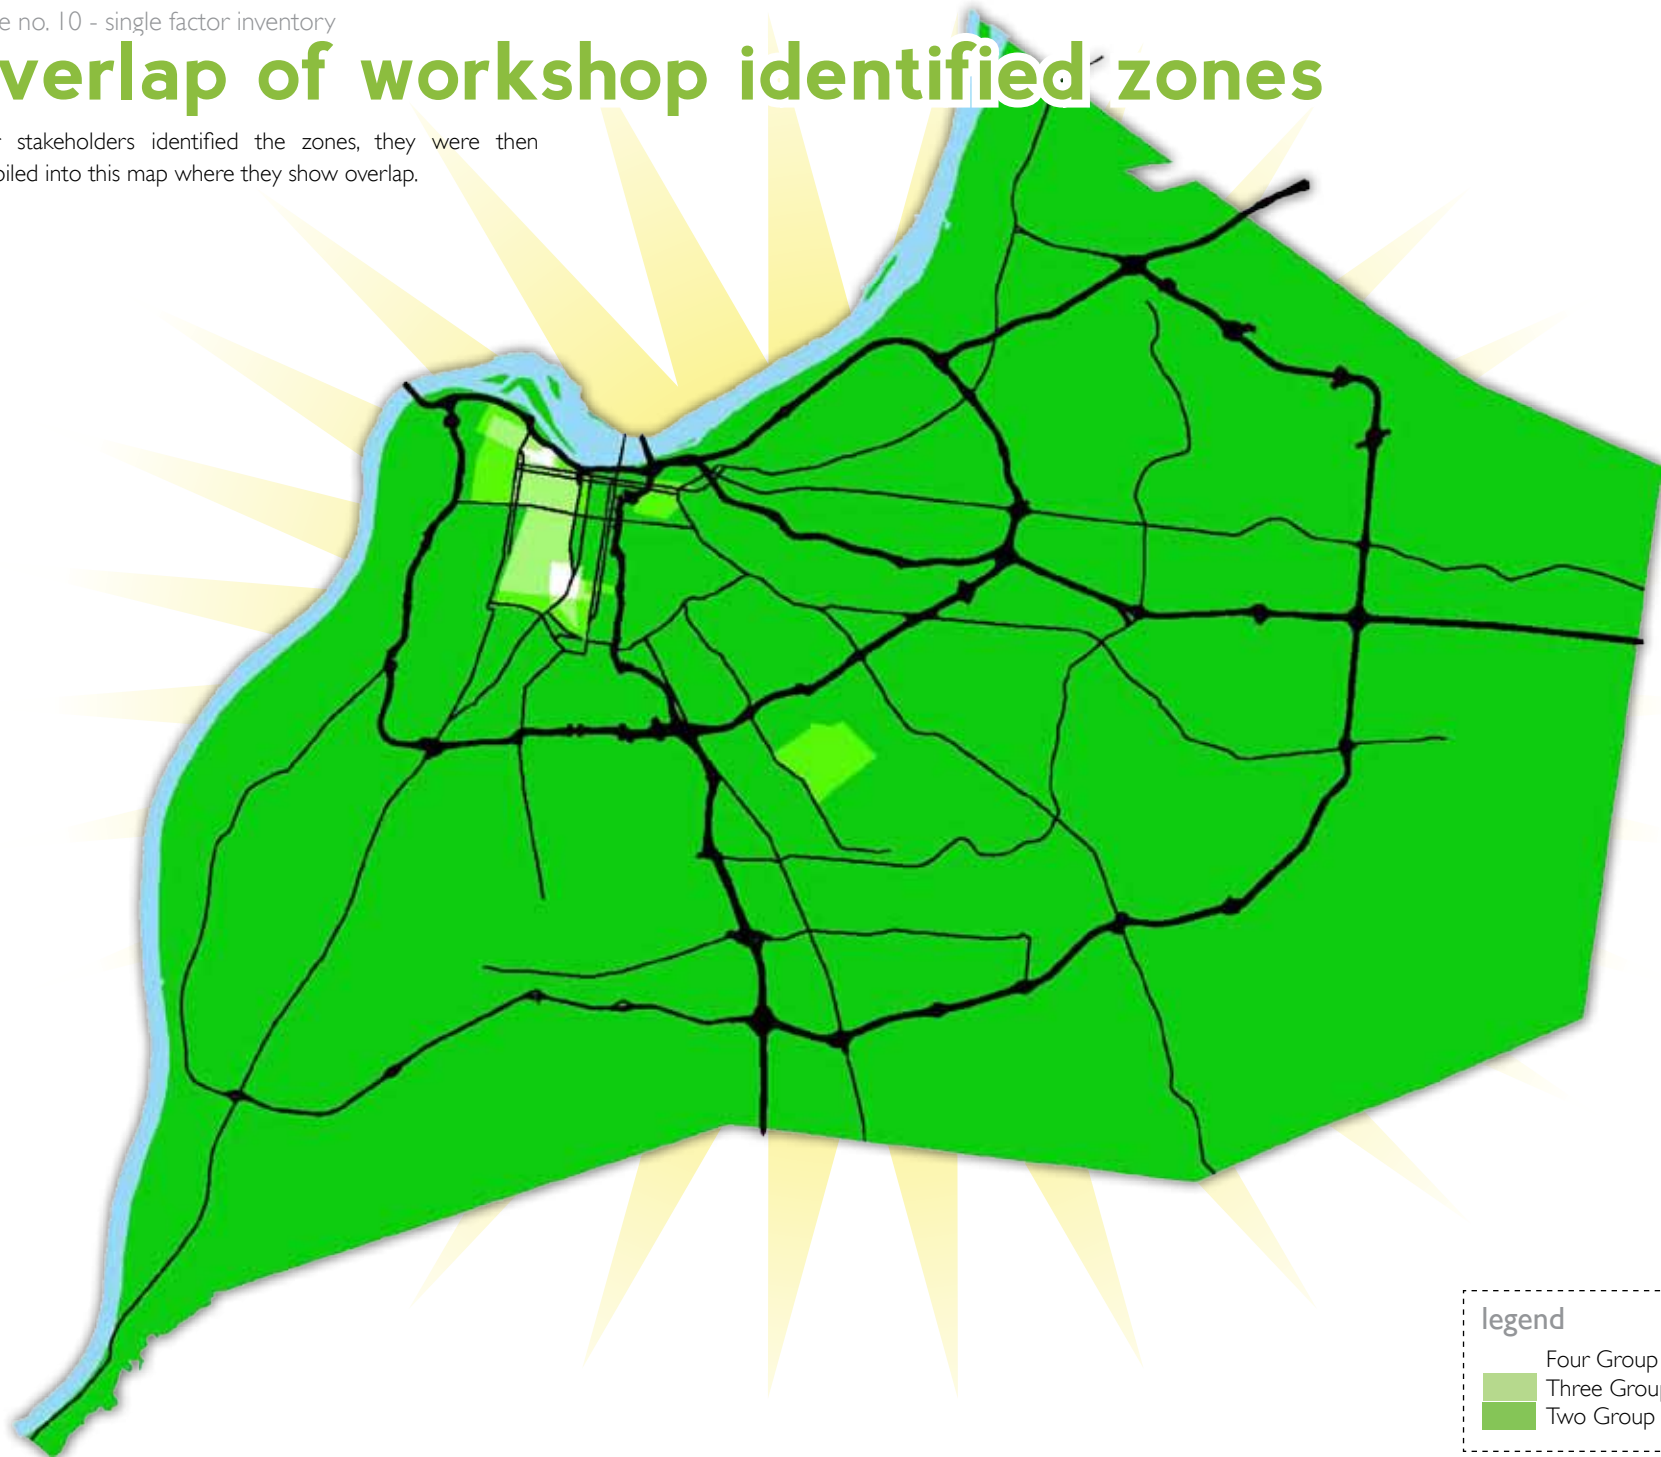 e no. 10 - single factor inventory
verlap of workshop identified zones
stakeholders identified the zones, they were then
piled into this map where they show overlap.
legend
Four Group
Three Grou
Two Group